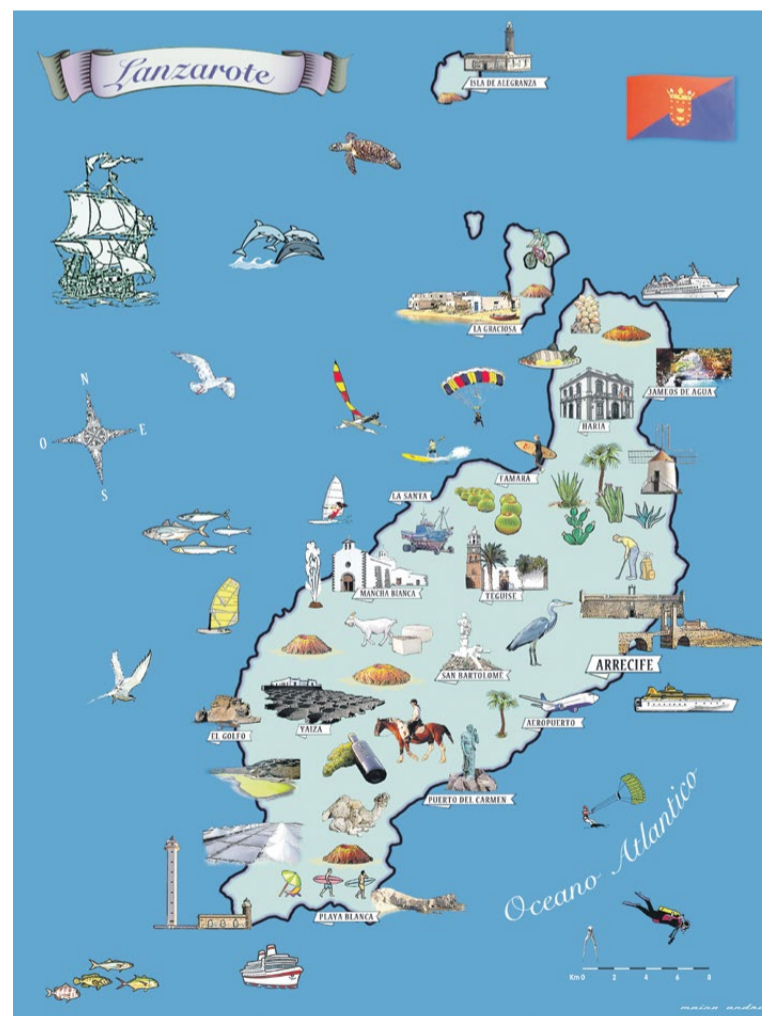 Lanzarote
ISLA DE ALEGRANZA
LA GRACIOSA
JAMEOS DE AGUA
HARIA
N
O
E
S
FAMARA
LA SANTA
MANCHA BIANCA
TEGUISE
SAN BARTOLOMÉ
ARRECIFE
AEROPUERTO
EL GOLFO
YAIZA
PUERTO DEL CARMEN
Oceano Atlantico
PLAYA BLANCA
Km 0 2 4 6 8